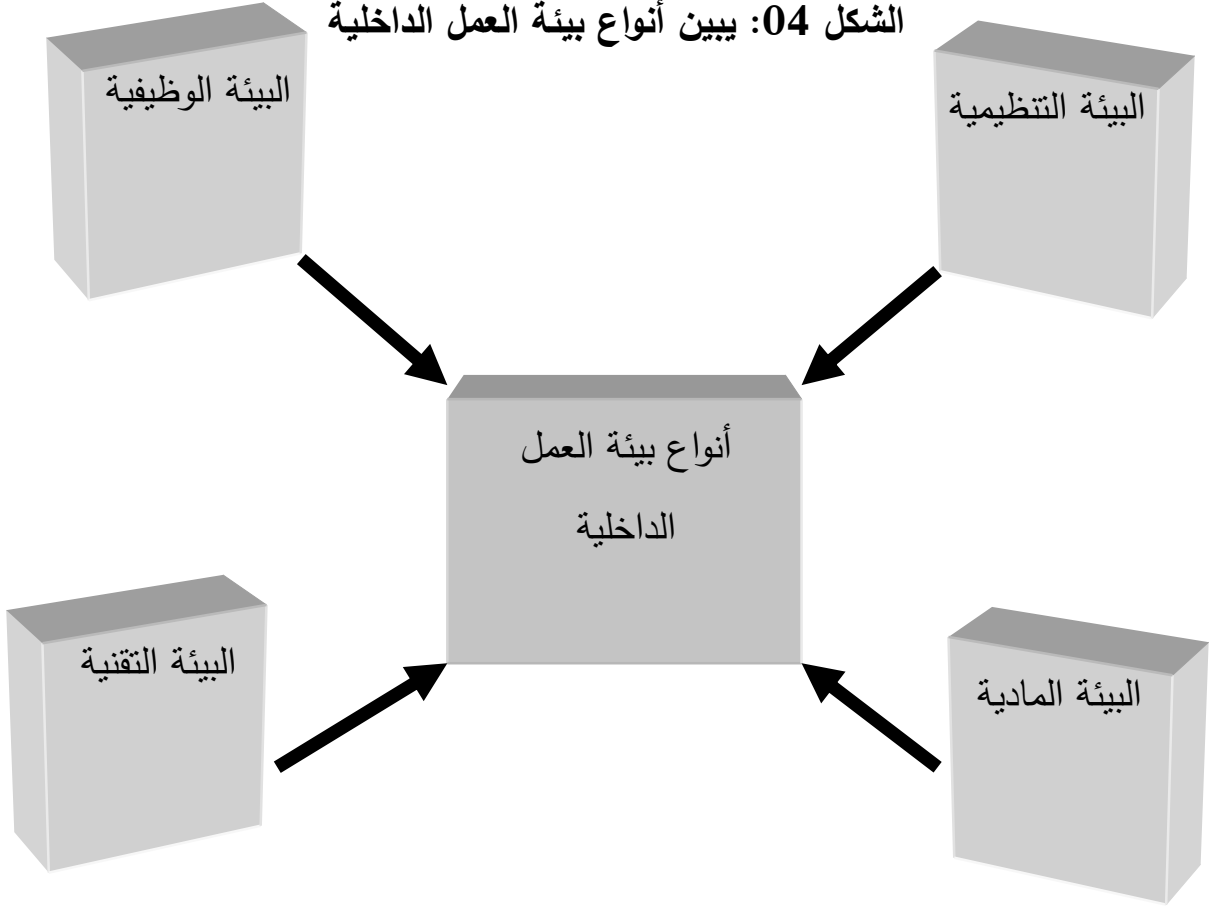 الشكل 04: يبين أنواع بيئة العمل الداخلية
البيئة التنظيمية
البيئة الوظيفية
أنواع بيئة العمل
الداخلية
البيئة المادية
البيئة التقنية